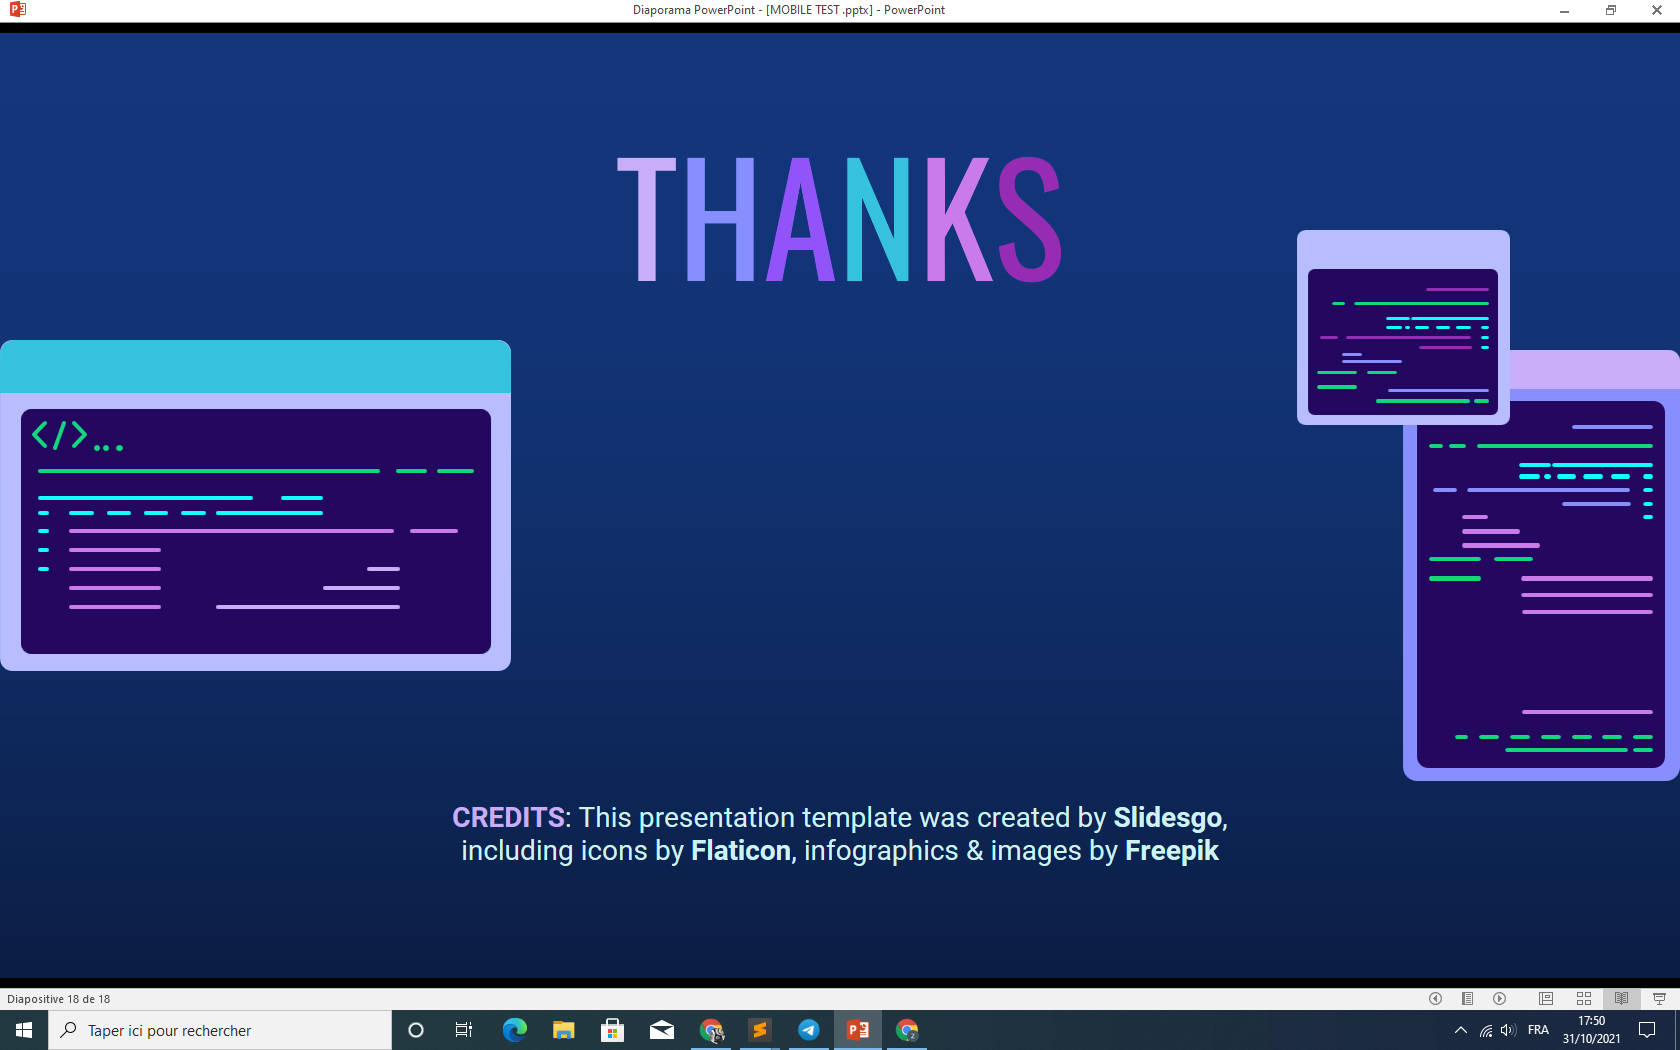 Diaporama PowerPoint - [MOBILE TEST .pptx] - PowerPoint
THANKS
</>...
CREDITS: This presentation template was created by Slidesgo,
including icons by Flaticon, infographics & images by Freepik
Diapositive 18 de 18
Taper ici pour rechercher
FRA
17:50
31/10/2021